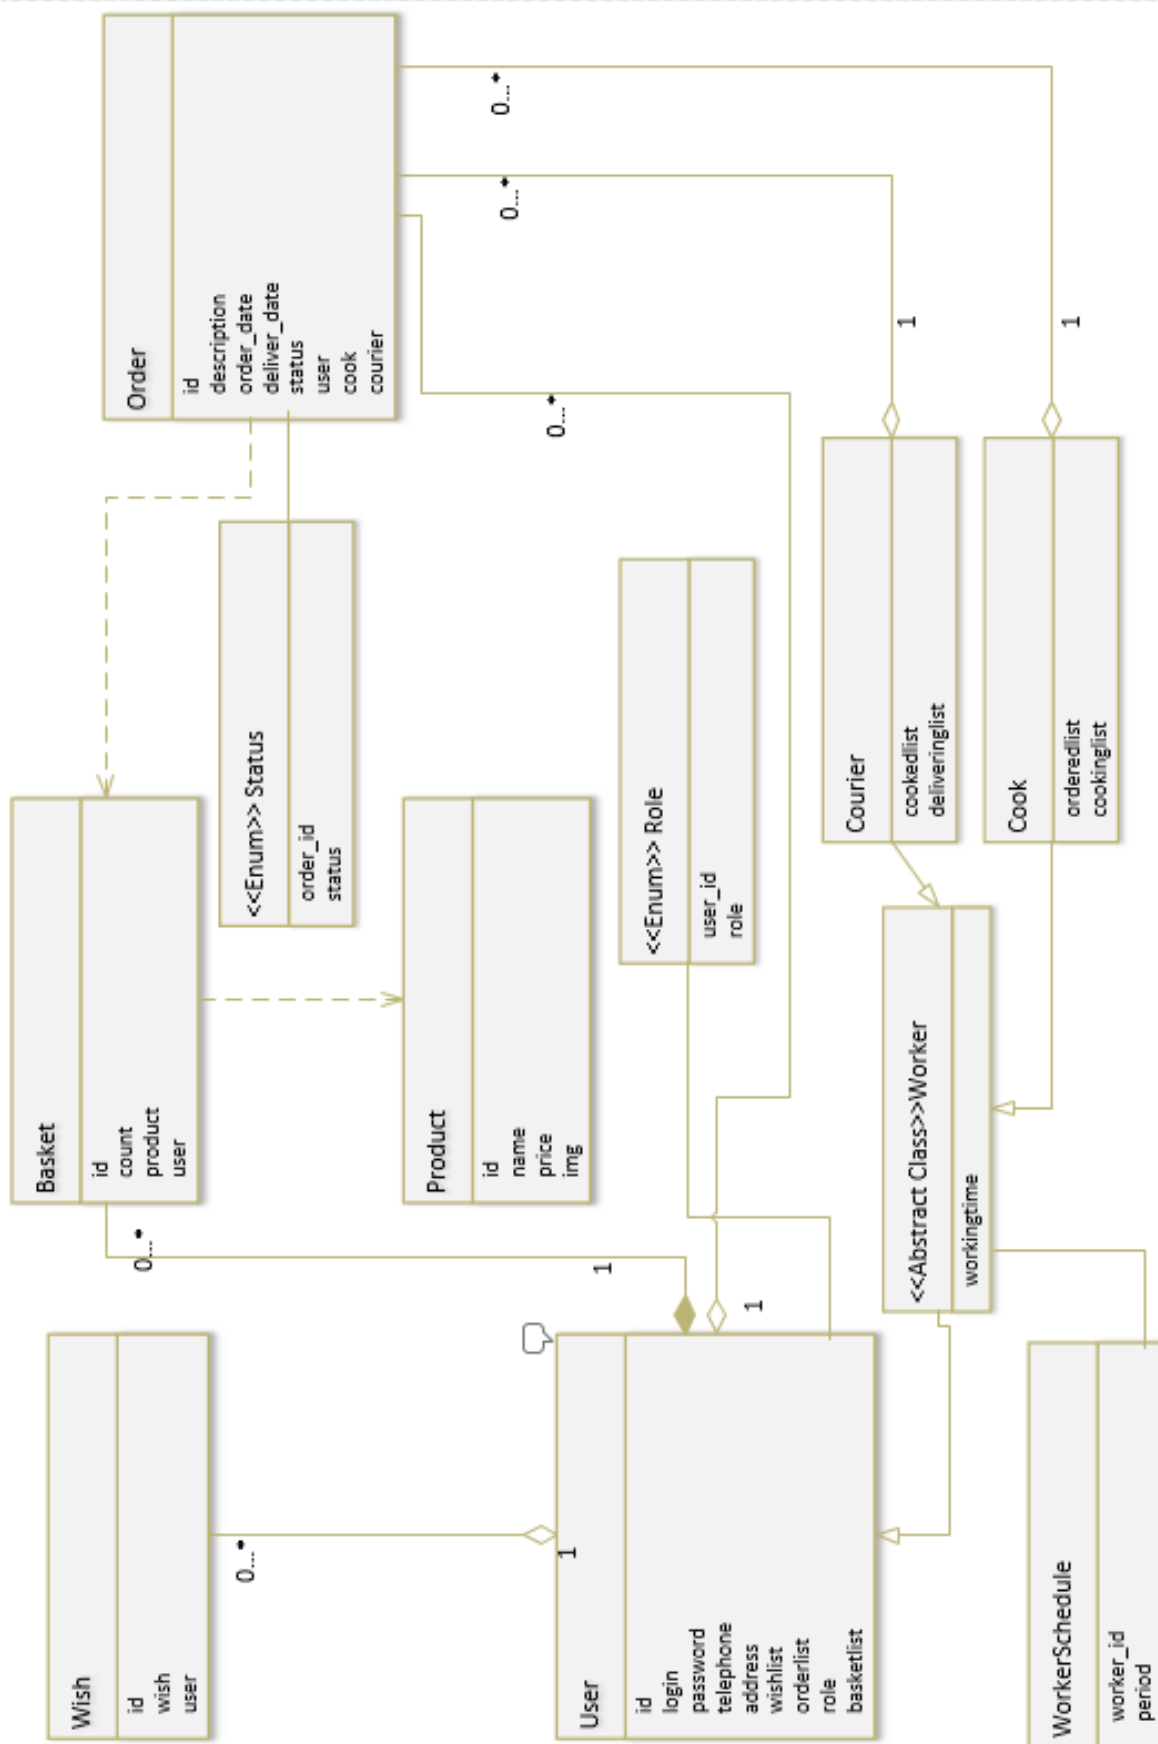 Wish
id
wish
user
Basket
id
count
product
user
0...*
Order
id
description
order_date
deliver_date
status
user
cook
courier
<<Enum>> Status
order_id
status
Product
id
name
price
img
0...*
1
User
id
login
password
telephone
address
wishlist
orderlist
role
basketlist
1
1
<<Enum>> Role
user_id
role
0...*
0...*
0...*
Courier
cookedlist
deliveringlist
1
Cook
orderedlist
cookinglist
1
<<Abstract Class>>Worker
workingtime
WorkerSchedule
worker_id
period